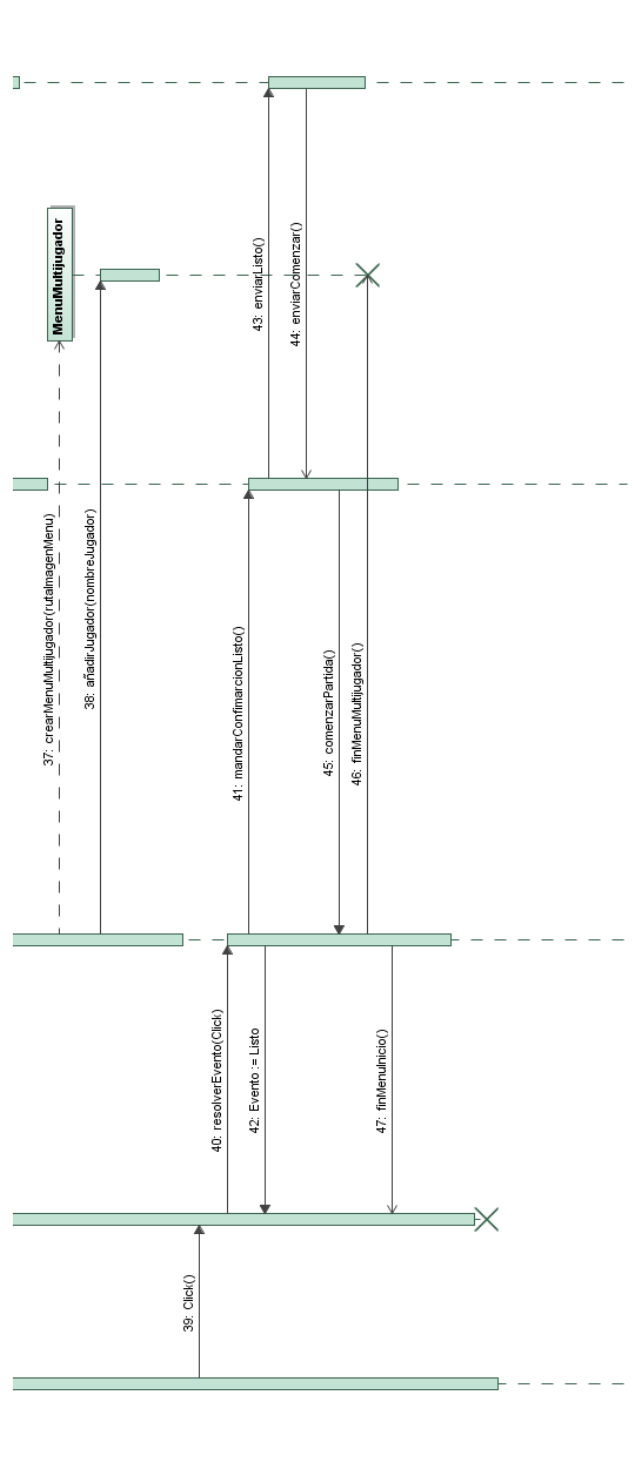 MenuMultijugador
37: crearMenuMultijugador(rutaImagenMenu)
38: añadirJugador(nombreJugador)
39: Click()
40: resolverEvento(Click)
41: mandarConfimarcionListo()
42: Evento := Listo
43: enviarListo()
44: enviarComenzar()
45: comenzarPartida()
46: finMenuMultijugador()
47: finMenuInicio()